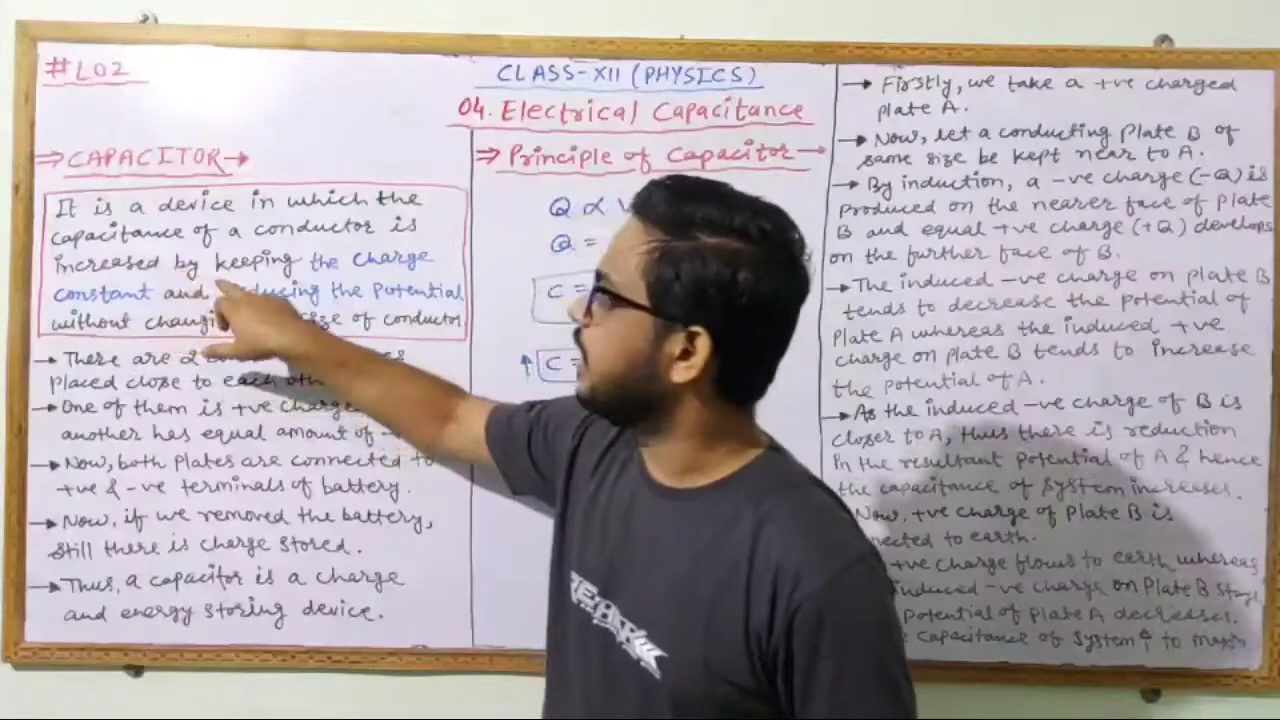 #L02
CLASS-XII (PHYSICS)
04. Electrical Capacitance
⇒ CAPACITOR →
It is a device in which the
capacitance of a conductor is
increased by keeping the charge
constant and reducing the Potential
without size of conductor
→ There are 2
placed close to each
→ One of them is +ve
another has equal amount of
→ Now, both Plates are connected to
+ve & -ve terminals of battery.
→ Now, if we removed the battery,
still there is charge stored.
→ Thus, a capacitor is a charge
and energy storing device.
⇒ Principle of Capacitor →
Q ∝ V
Q =
C =
↑ C =
→ Firstly, we take a +ve charged
plate A.
→ Now, let a conducting Plate B of
same size be kept near to A.
→ By induction, a -ve charge (-Q) is
produced on the nearer face of Plate
B and equal +ve charge (+Q) develops
on the further face of B.
→ The induced -ve charge on plate B
tends to decrease the potential of
Plate A whereas the induced +ve
charge on plate B tends to increase
the potential of A.
→ As the induced -ve charge of B is
closer to A, thus there is reduction
in the resultant potential of A & hence
the capacitance of system increases.
Now, +ve charge of Plate B is
to earth.
+ve charge flows to earth whereas
induced -ve charge on Plate B
potential of plate A decreases.
capacitance of system ↑ to